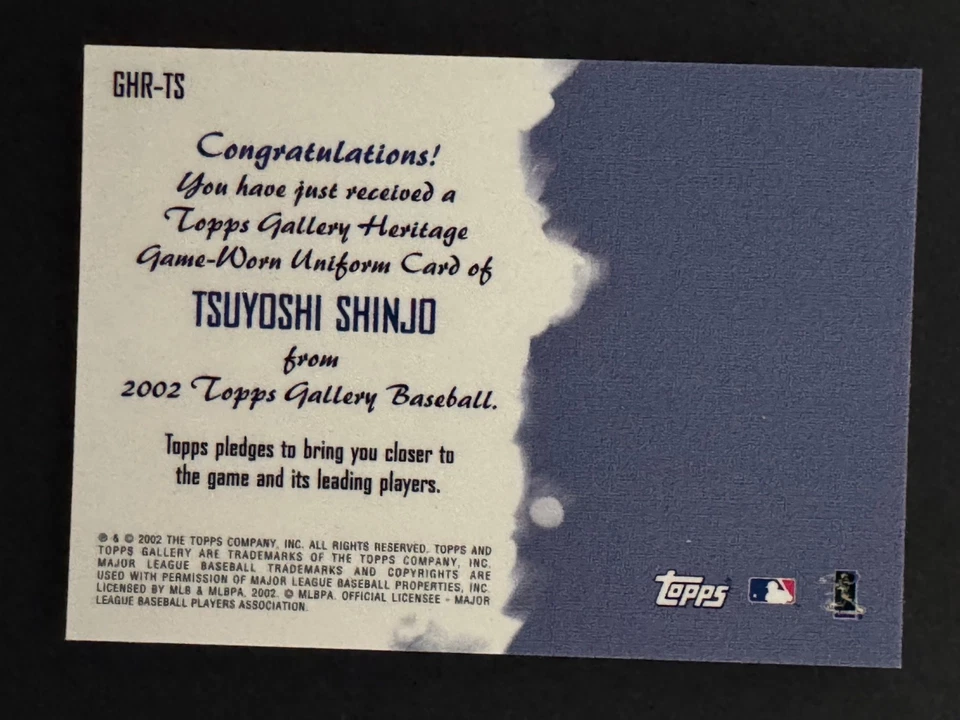 GHR-TS
Congratulations!
You have just received a
Topps Gallery Heritage
Game-Worn Uniform Card of
TSUYOSHI SHINJO
from
2002 Topps Gallery Baseball.
Topps pledges to bring you closer to
the game and its leading players.
℗ & © 2002 THE TOPPS COMPANY, INC. ALL RIGHTS RESERVED. TOPPS AND
TOPPS GALLERY ARE TRADEMARKS OF THE TOPPS COMPANY, INC.
MAJOR LEAGUE BASEBALL TRADEMARKS AND COPYRIGHTS ARE
USED WITH PERMISSION OF MAJOR LEAGUE BASEBALL PROPERTIES, INC.
LICENSED BY MLB & MLBPA. 2002. © MLBPA. OFFICIAL LICENSEE - MAJOR
LEAGUE BASEBALL PLAYERS ASSOCIATION.
Topps